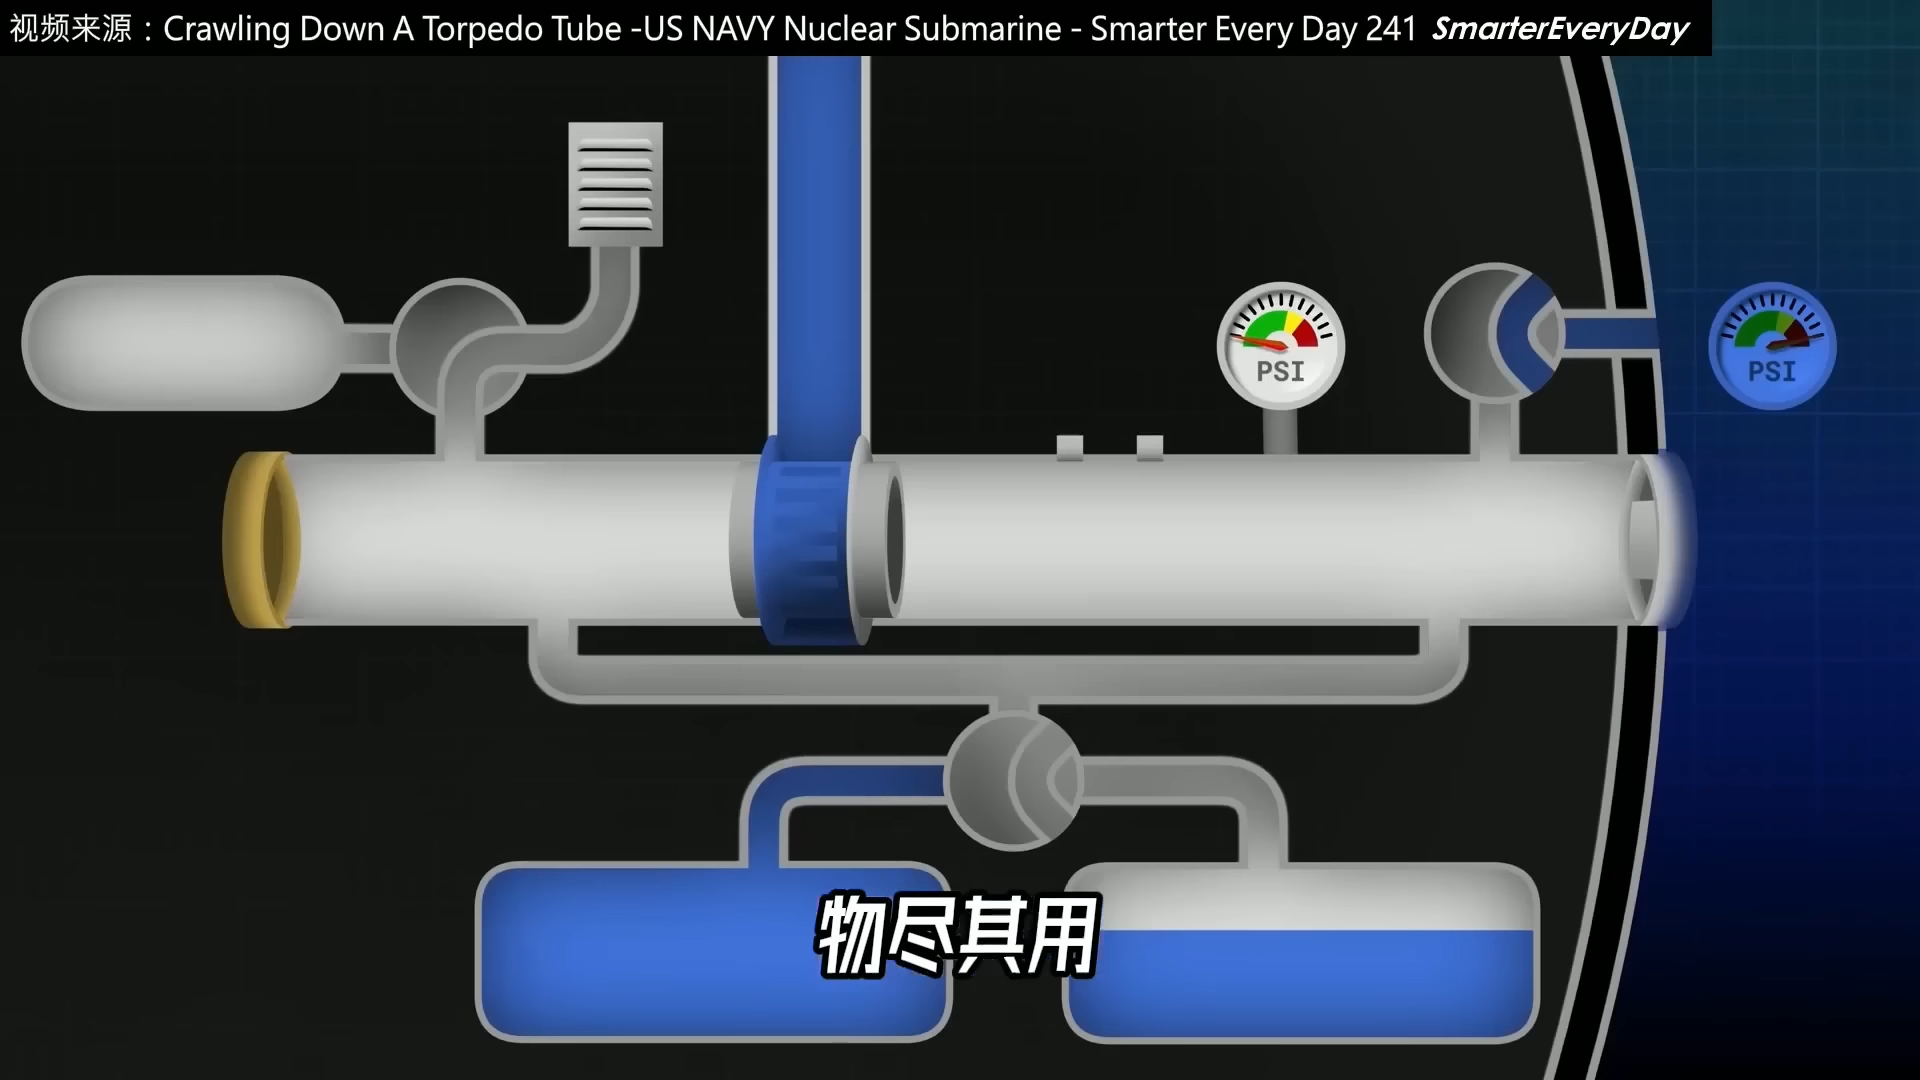 视频来源：Crawling Down A Torpedo Tube -US NAVY Nuclear Submarine - Smarter Every Day 241 SmarterEveryDay
PSI
PSI
物尽其用